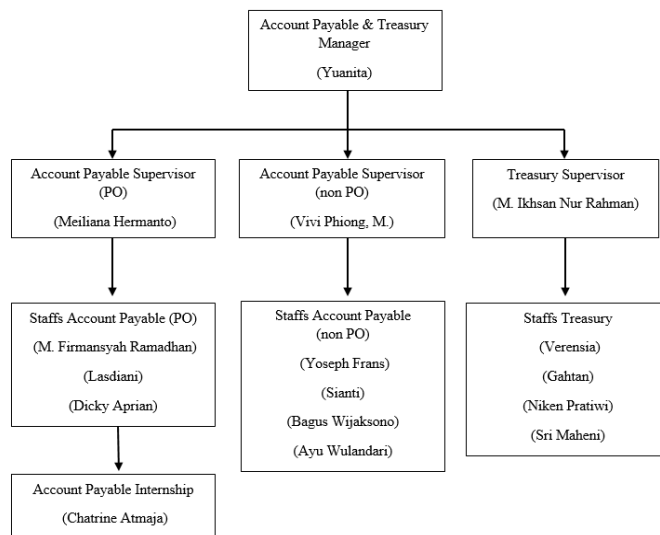 Account Payable & Treasury
Manager
(Yuanita)
Account Payable Supervisor
(PO)
(Meiliana Hermanto)
Account Payable Supervisor
(non PO)
(Vivi Phiong, M.)
Treasury Supervisor
(M. Ikhsan Nur Rahman)
Staffs Account Payable (PO)
(M. Firmansyah Ramadhan)
(Lasdiani)
(Dicky Aprian)
Staffs Account Payable
(non PO)
(Yoseph Frans)
(Sianti)
(Bagus Wijaksono)
(Ayu Wulandari)
Staffs Treasury
(Verensia)
(Gahtan)
(Niken Pratiwi)
(Sri Maheni)
Account Payable Internship
(Chatrine Atmaja)